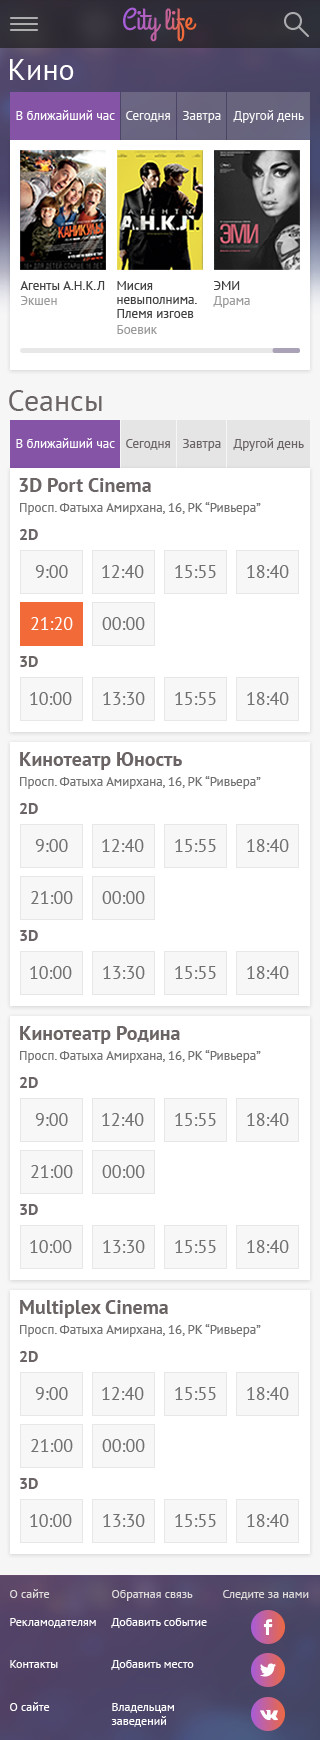 City life
Кино
В ближайший час Сегодня Завтра Другой день
КАНИКУЛЫ
АГЕНТЫ
А.Н.К.Л.
ЭМИ
Агенты А.Н.К.Л
Экшен
Мисия
невыполнима.
Племя изгоев
Боевик
ЭМИ
Драма
Сеансы
В ближайший час Сегодня Завтра Другой день
3D Port Cinema
Просп. Фатыха Амирхана, 16, РК “Ривьера”
2D
9:00 12:40 15:55 18:40
21:20 00:00
3D
10:00 13:30 15:55 18:40
Кинотеатр Юность
Просп. Фатыха Амирхана, 16, РК “Ривьера”
2D
9:00 12:40 15:55 18:40
21:00 00:00
3D
10:00 13:30 15:55 18:40
Кинотеатр Родина
Просп. Фатыха Амирхана, 16, РК “Ривьера”
2D
9:00 12:40 15:55 18:40
21:00 00:00
3D
10:00 13:30 15:55 18:40
Multiplex Cinema
Просп. Фатыха Амирхана, 16, РК “Ривьера”
2D
9:00 12:40 15:55 18:40
21:00 00:00
3D
10:00 13:30 15:55 18:40
О сайте Обратная связь Следите за нами
Рекламодателям Добавить событие
Контакты Добавить место
О сайте Владельцам
заведений